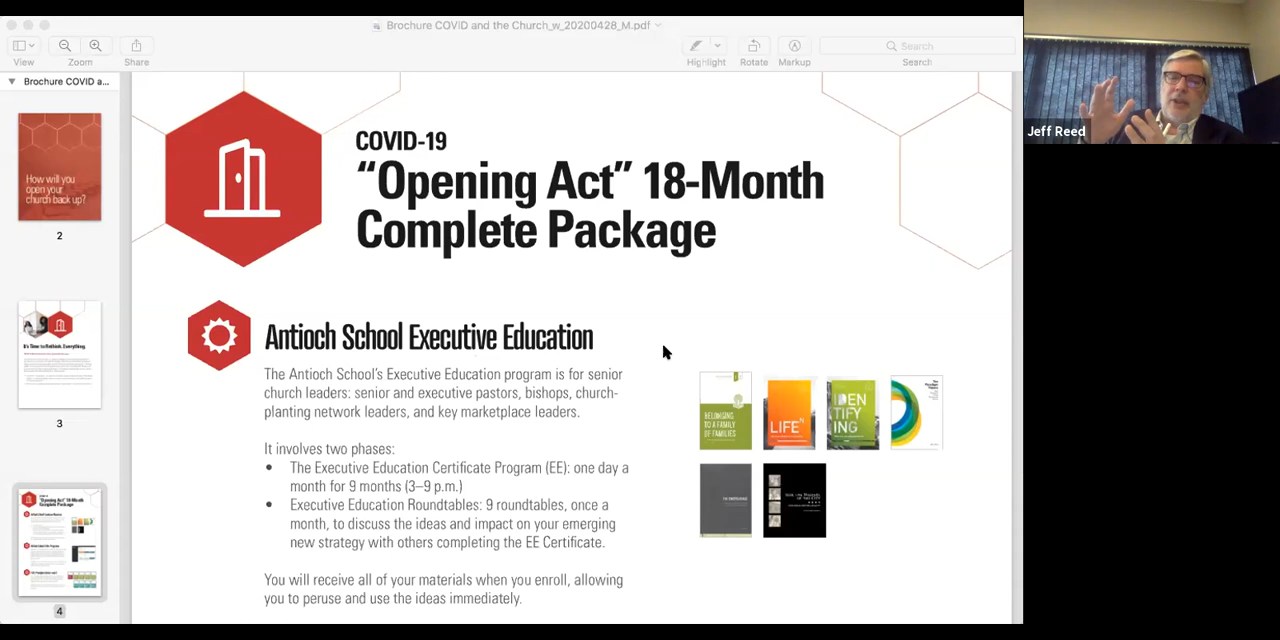 Brochure COVID and the Church_w_20200428_M.pdf
View
Zoom
Share
Highlight
Rotate
Markup
Search
Search
Brochure COVID a...
How will you
open your
church back up?
2
It's Time to Rethink Everything.
3
4
COVID-19
“Opening Act” 18-Month
Complete Package
Antioch School Executive Education
The Antioch School's Executive Education program is for senior
church leaders: senior and executive pastors, bishops, church-
planting network leaders, and key marketplace leaders.
It involves two phases:
• The Executive Education Certificate Program (EE): one day a
month for 9 months (3–9 p.m.)
• Executive Education Roundtables: 9 roundtables, once a
month, to discuss the ideas and impact on your emerging
new strategy with others completing the EE Certificate.
You will receive all of your materials when you enroll, allowing
you to peruse and use the ideas immediately.
BELONGING
TO A FAMILY
OF FAMILIES
LIFEⁿ
IDEN
TIFY
ING
Jeff Reed